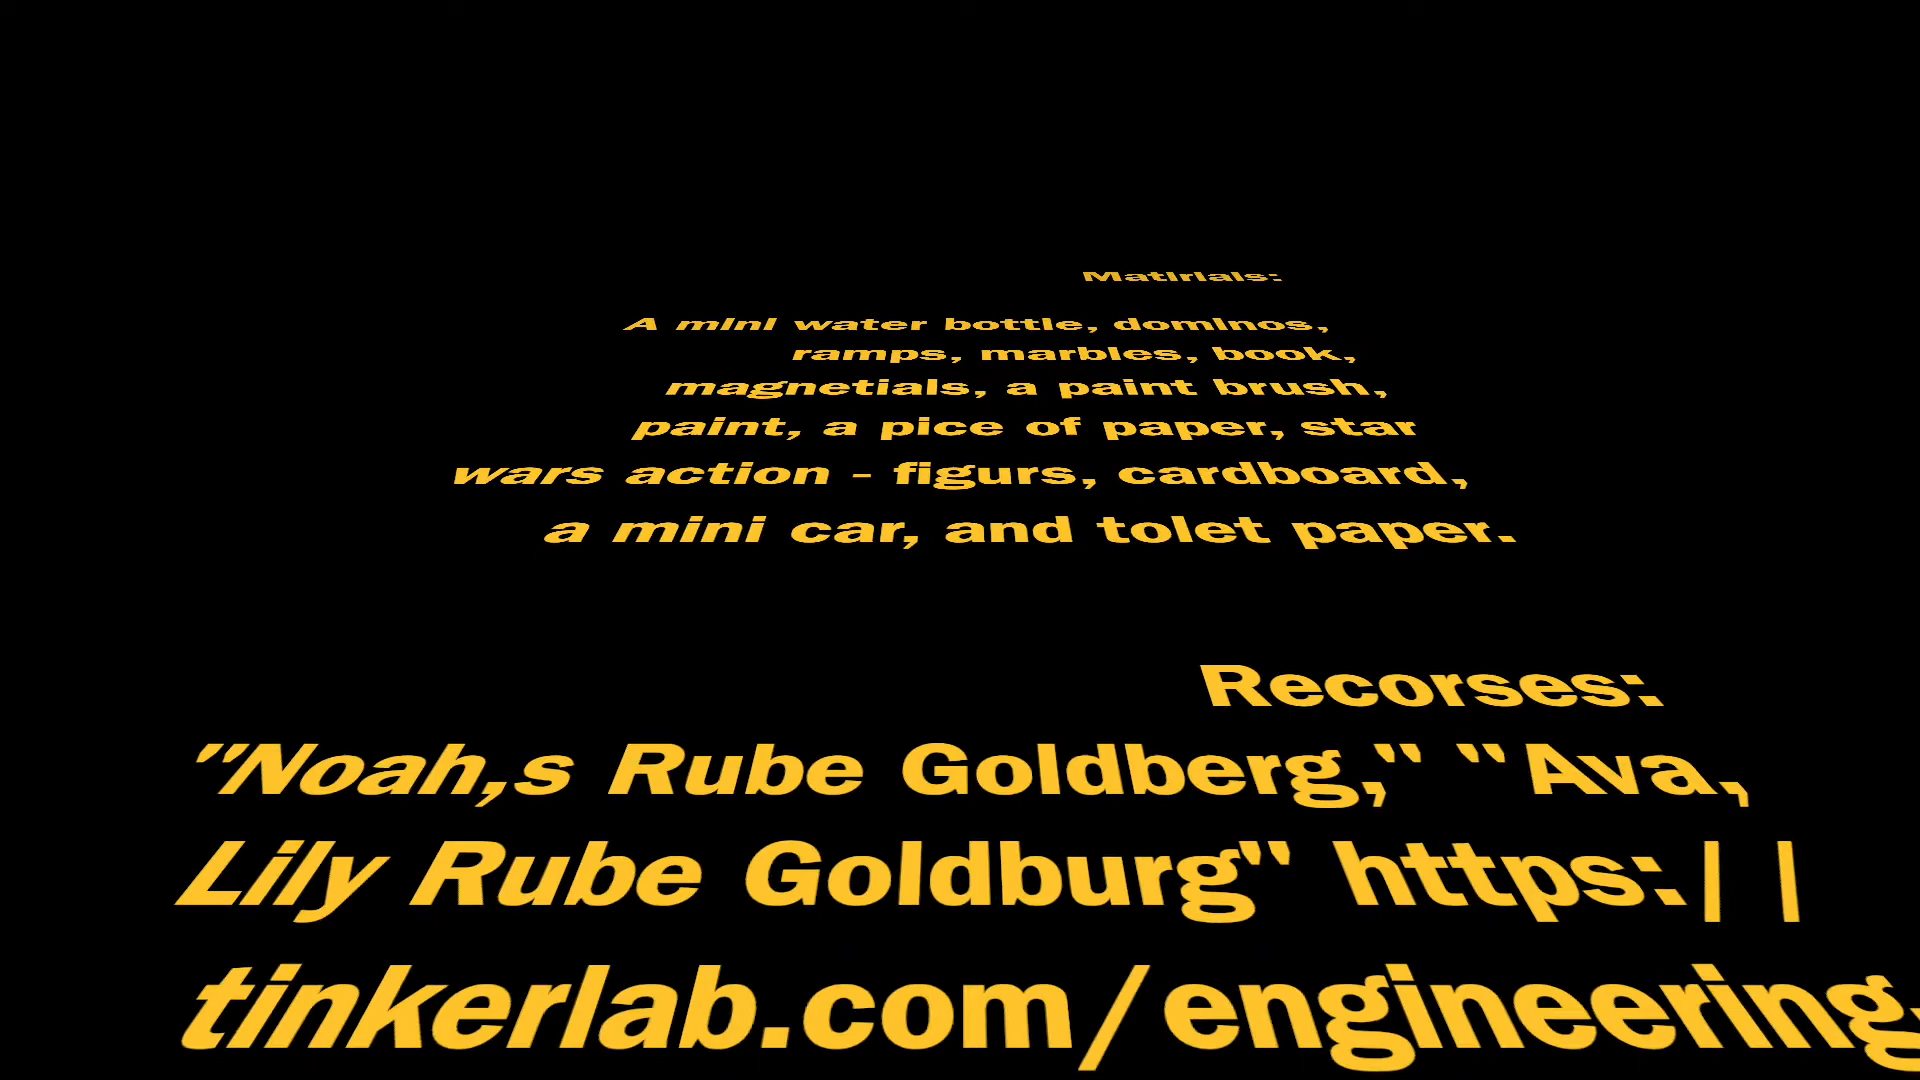 Matirials:
A mini water bottle, dominos,
ramps, marbles, book,
magnetials, a paint brush,
paint, a pice of paper, star
wars action - figurs, cardboard,
a mini car, and tolet paper.
Recorses:
"Noah,s Rube Goldberg," "Ava,
Lily Rube Goldburg" https:| |
tinkerlab.com/engineering